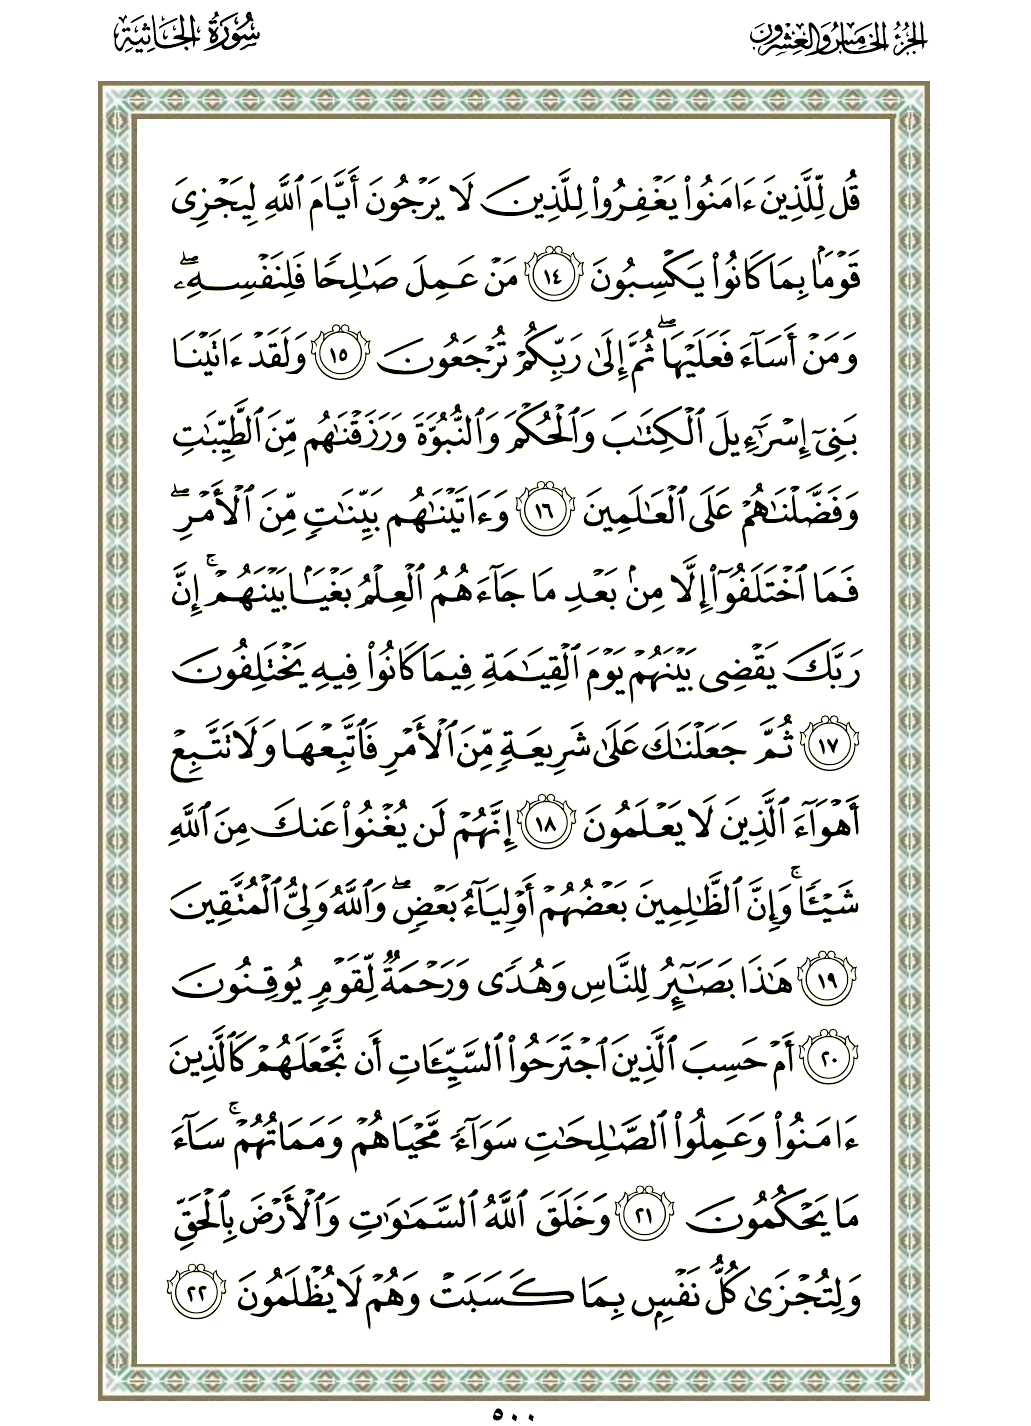 الجزء الخامس والعشرون
سورة الجاثية
قُل لِّلَّذِينَ ءَامَنُوا۟ يَغْفِرُوا۟ لِلَّذِينَ لَا يَرْجُونَ أَيَّامَ ٱللَّهِ لِيَجْزِىَ
قَوْمًۢا بِمَا كَانُوا۟ يَكْسِبُونَ ١٤ مَنْ عَمِلَ صَـٰلِحًا فَلِنَفْسِهِۦ ۖ
وَمَنْ أَسَآءَ فَعَلَيْهَا ۖ ثُمَّ إِلَىٰ رَبِّكُمْ تُرْجَعُونَ ١٥ وَلَقَدْ ءَاتَيْنَا
بَنِىٓ إِسْرَٰٓءِيلَ ٱلْكِتَـٰبَ وَٱلْحُكْمَ وَٱلنُّبُوَّةَ وَرَزَقْنَـٰهُم مِّنَ ٱلطَّيِّبَـٰتِ
وَفَضَّلْنَـٰهُمْ عَلَى ٱلْعَـٰلَمِينَ ١٦ وَءَاتَيْنَـٰهُم بَيِّنَـٰتٍ مِّنَ ٱلْأَمْرِ ۖ
فَمَا ٱخْتَلَفُوٓا۟ إِلَّا مِنۢ بَعْدِ مَا جَآءَهُمُ ٱلْعِلْمُ بَغْيًۢا بَيْنَهُمْ ۚ إِنَّ
رَبَّكَ يَقْضِى بَيْنَهُمْ يَوْمَ ٱلْقِيَـٰمَةِ فِيمَا كَانُوا۟ فِيهِ يَخْتَلِفُونَ
١٧ ثُمَّ جَعَلْنَـٰكَ عَلَىٰ شَرِيعَةٍ مِّنَ ٱلْأَمْرِ فَٱتَّبِعْهَا وَلَا تَتَّبِعْ
أَهْوَآءَ ٱلَّذِينَ لَا يَعْلَمُونَ ١٨ إِنَّهُمْ لَن يُغْنُوا۟ عَنكَ مِنَ ٱللَّهِ
شَيْـًٔا ۚ وَإِنَّ ٱلظَّـٰلِمِينَ بَعْضُهُمْ أَوْلِيَآءُ بَعْضٍ ۖ وَٱللَّهُ وَلِىُّ ٱلْمُتَّقِينَ
١٩ هَـٰذَا بَصَـٰٓئِرُ لِلنَّاسِ وَهُدًى وَرَحْمَةٌ لِّقَوْمٍ يُوقِنُونَ
٢٠ أَمْ حَسِبَ ٱلَّذِينَ ٱجْتَرَحُوا۟ ٱلسَّيِّـَٔاتِ أَن نَّجْعَلَهُمْ كَٱلَّذِينَ
ءَامَنُوا۟ وَعَمِلُوا۟ ٱلصَّـٰلِحَـٰتِ سَوَآءً مَّحْيَاهُمْ وَمَمَاتُهُمْ ۚ سَآءَ
مَا يَحْكُمُونَ ٢١ وَخَلَقَ ٱللَّهُ ٱلسَّمَـٰوَٰتِ وَٱلْأَرْضَ بِٱلْحَقِّ
وَلِتُجْزَىٰ كُلُّ نَفْسٍۭ بِمَا كَسَبَتْ وَهُمْ لَا يُظْلَمُونَ ٢٢
٥٠٠